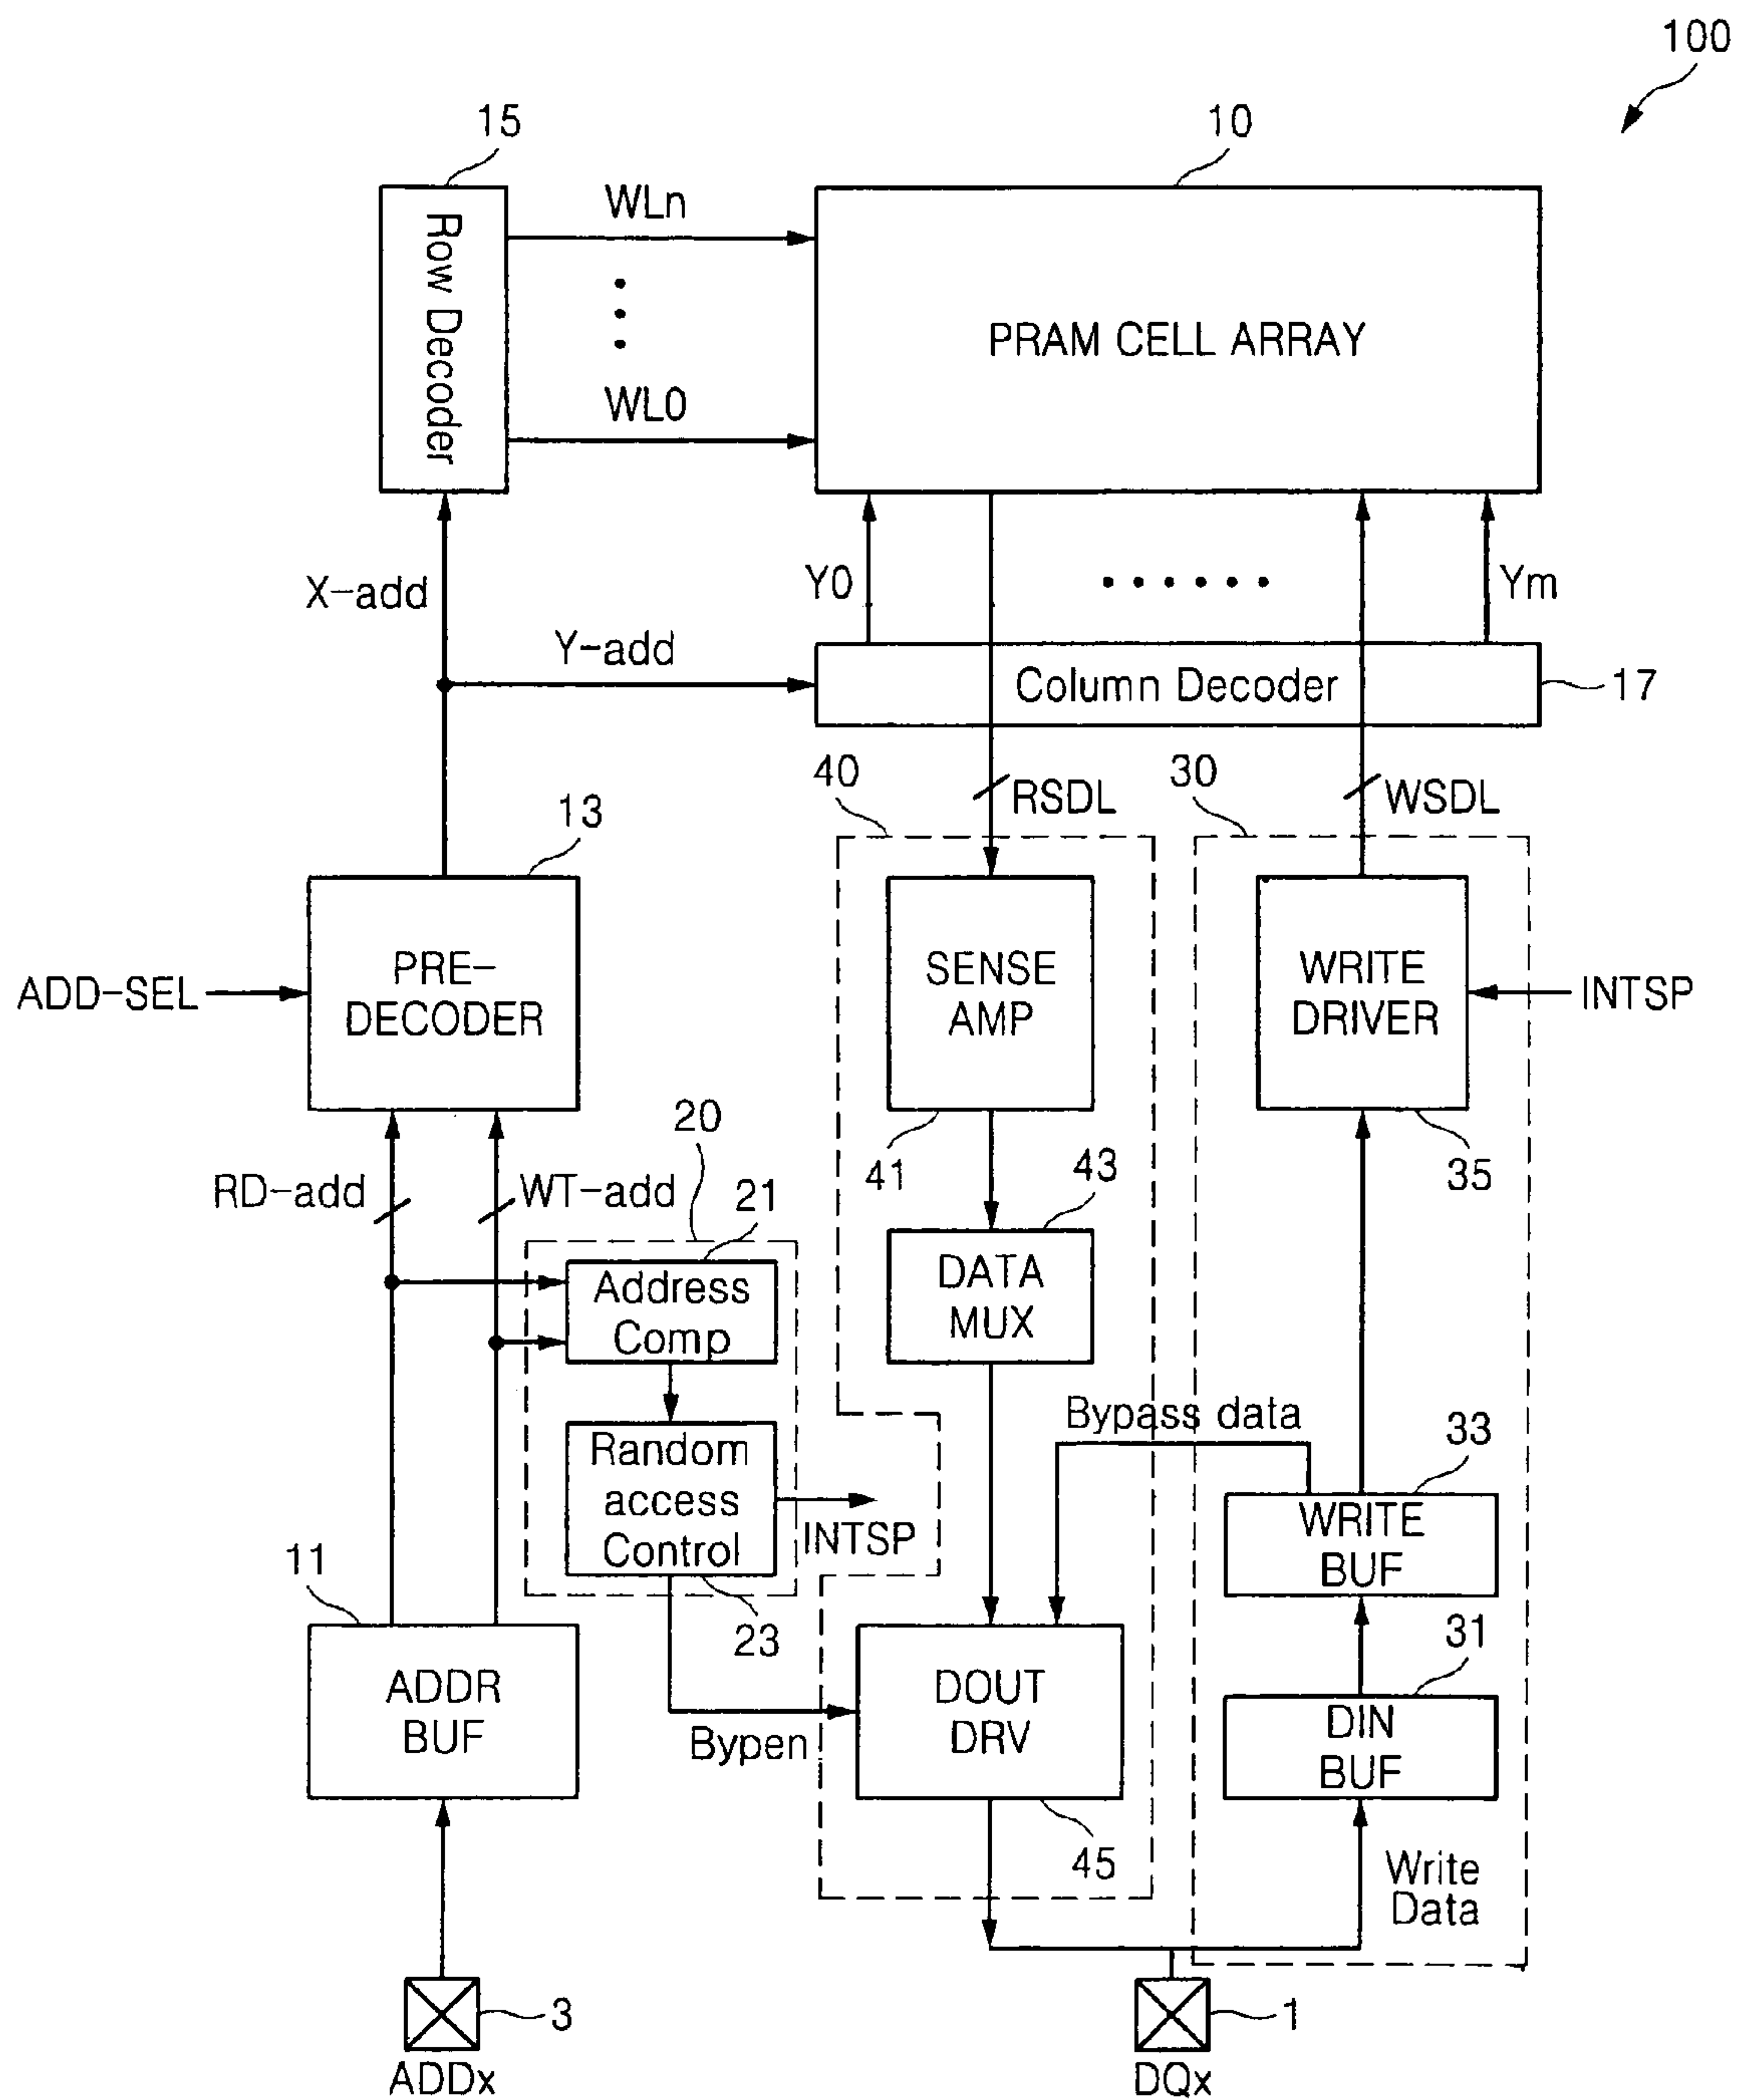 100
15
10
WLn
Row Decoder
PRAM CELL ARRAY
WL0
X-add
Y0
Ym
Y-add
Column Decoder
17
40
RSDL
30
WSDL
13
PRE-
DECODER
ADD-SEL
SENSE
AMP
WRITE
DRIVER
INTSP
20
41
43
35
RD-add
WT-add
21
Address
Comp
DATA
MUX
Bypass data
33
Random
access
Control
INTSP
WRITE
BUF
11
23
31
ADDR
BUF
Bypen
DOUT
DRV
DIN
BUF
45
Write
Data
3
1
ADDx
DQx